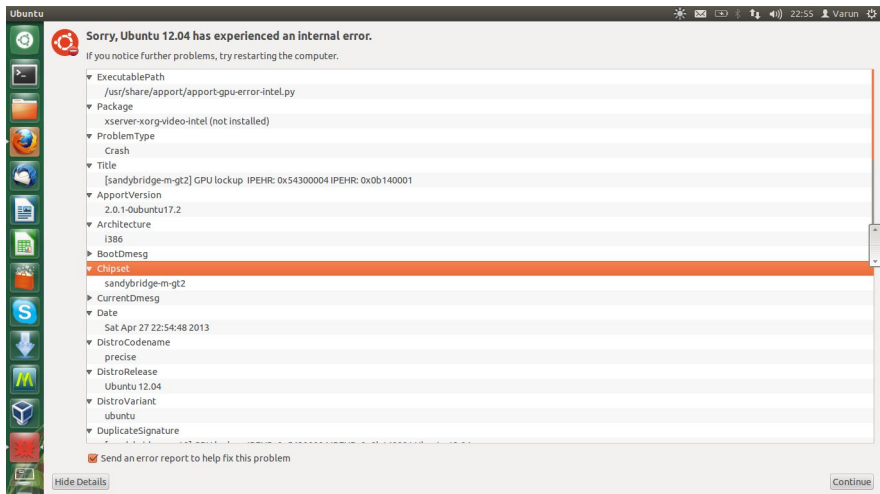 Ubuntu 22:55 Varun
Sorry, Ubuntu 12.04 has experienced an internal error.
If you notice further problems, try restarting the computer.
ExecutablePath
/usr/share/apport/apport-gpu-error-intel.py
Package
xserver-xorg-video-intel (not installed)
ProblemType
Crash
Title
[sandybridge-m-gt2] GPU lockup IPEHR: 0x54300004 IPEHR: 0x0b140001
ApportVersion
2.0.1-0ubuntu17.2
Architecture
i386
BootDmesg
Chipset
sandybridge-m-gt2
CurrentDmesg
Date
Sat Apr 27 22:54:48 2013
DistroCodename
precise
DistroRelease
Ubuntu 12.04
DistroVariant
ubuntu
DuplicateSignature
Send an error report to help fix this problem
Hide Details Continue